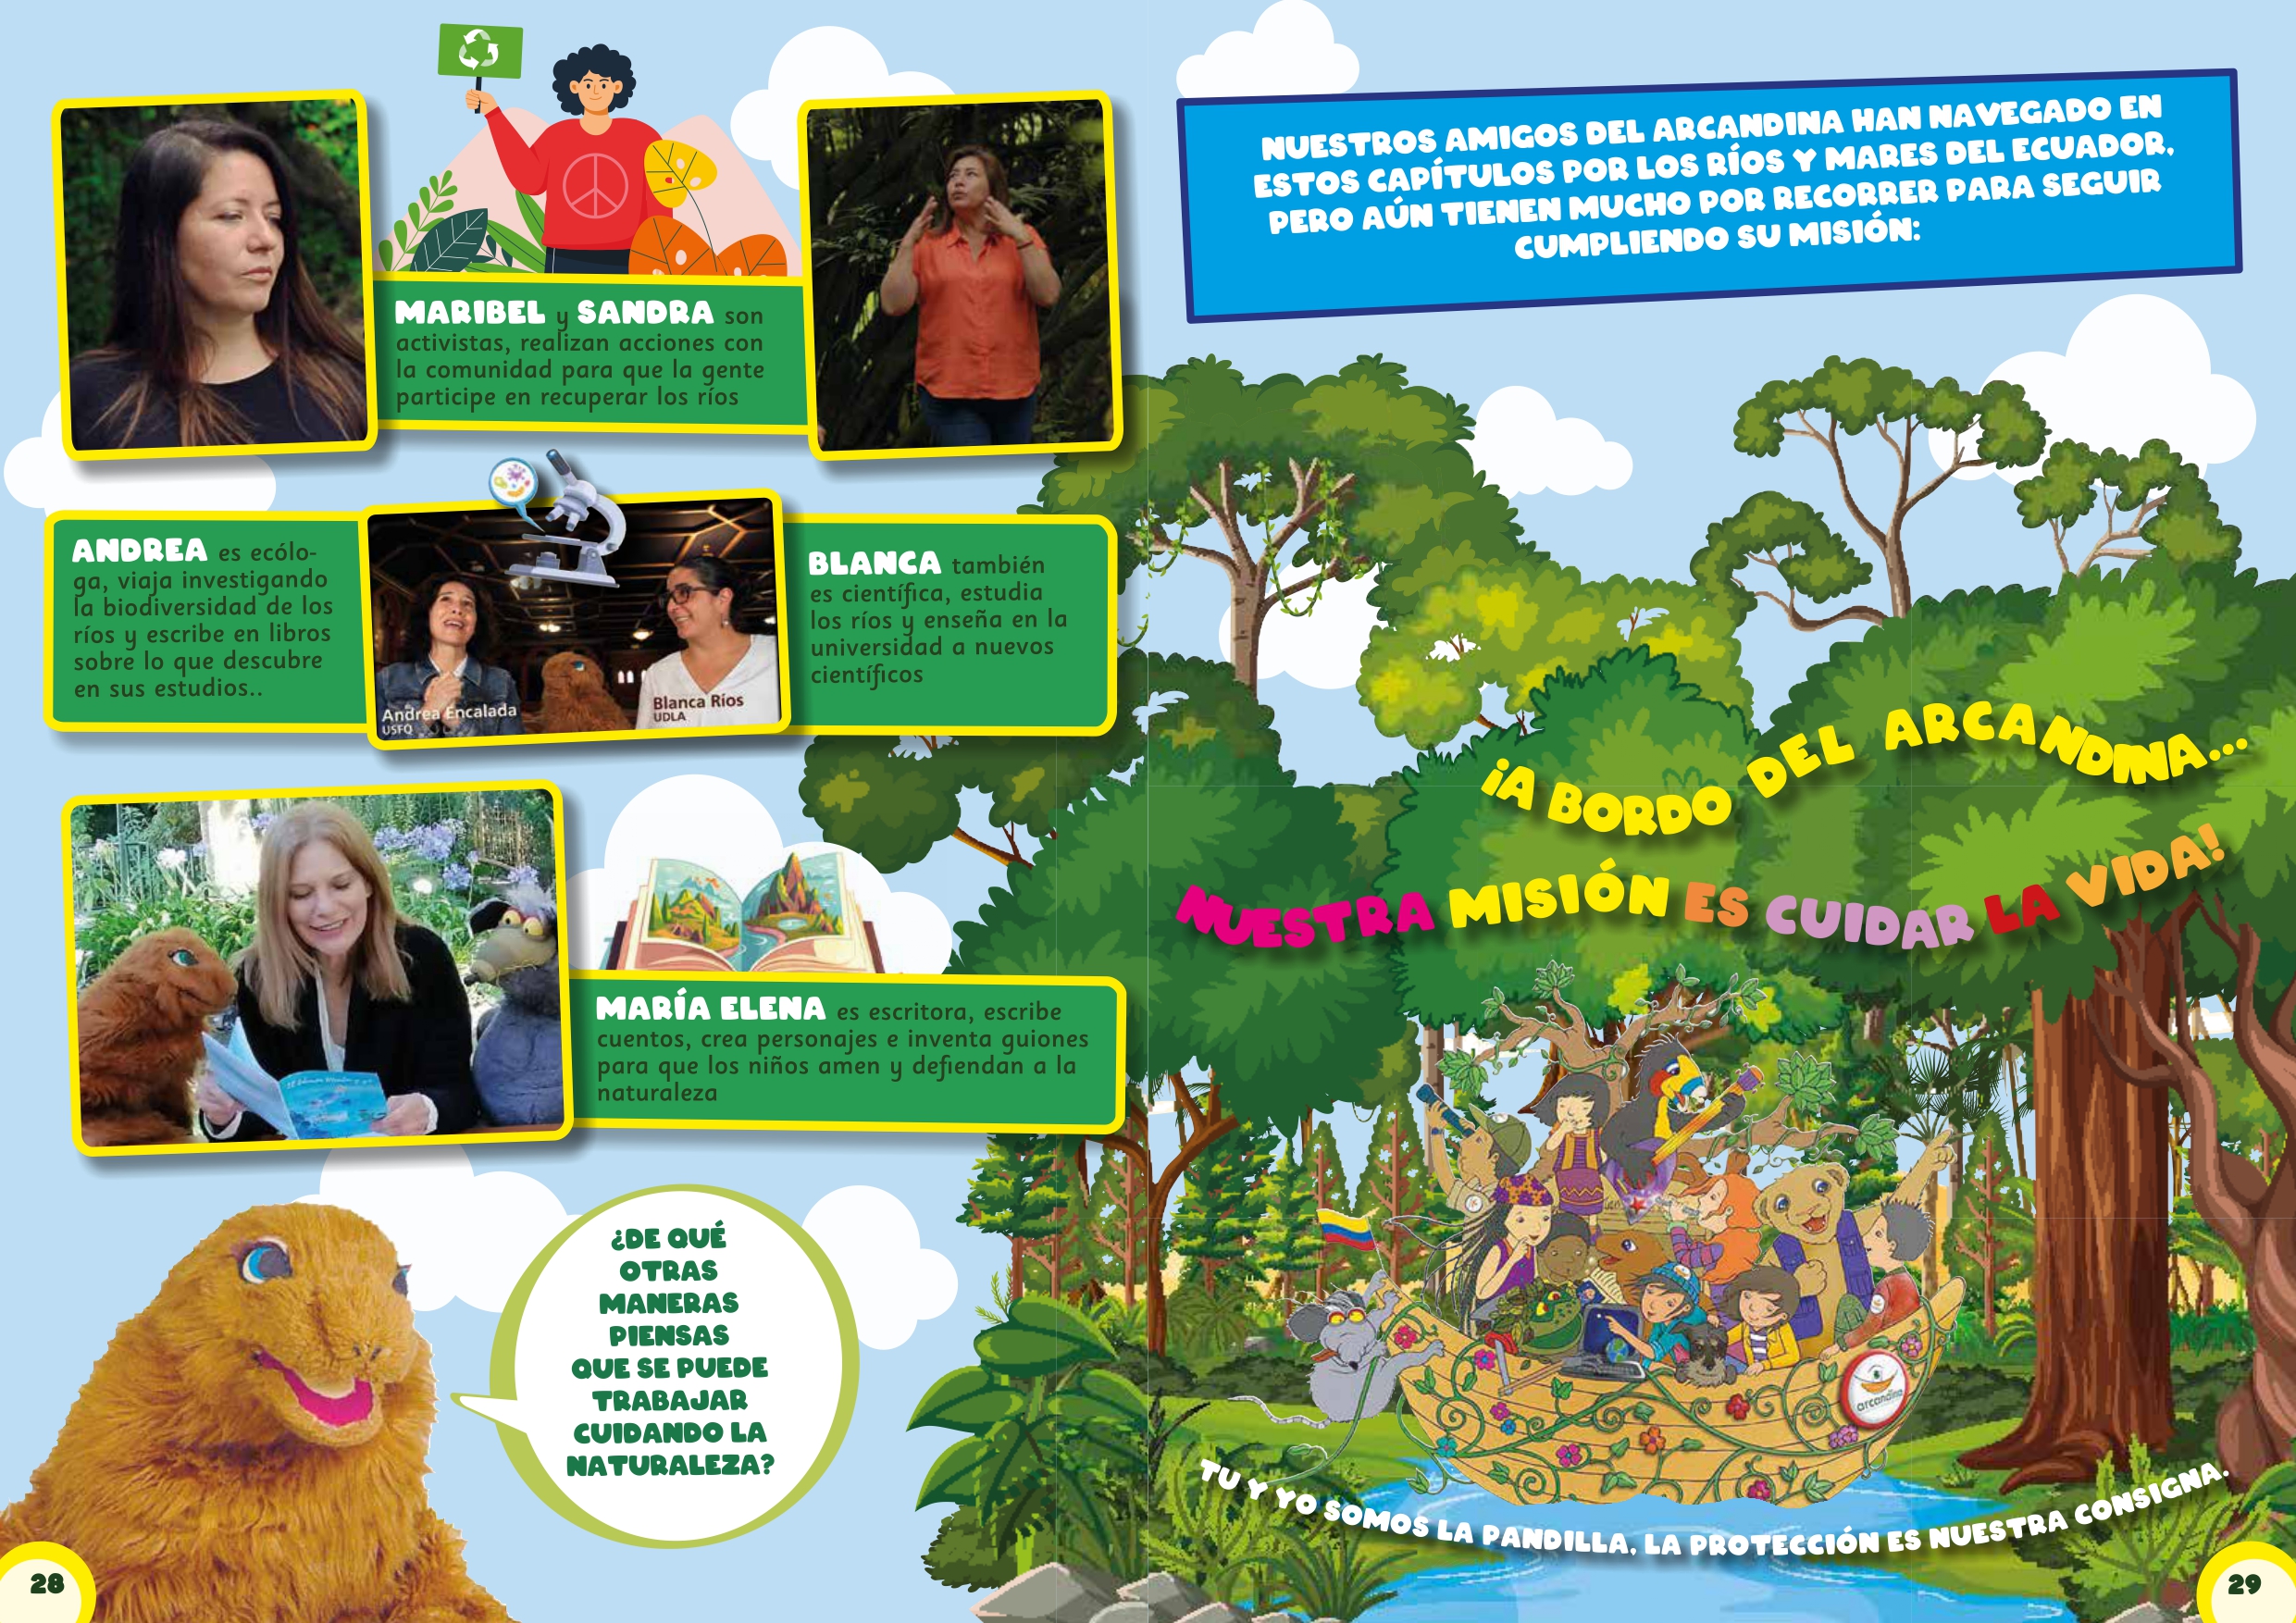 MARIBEL y SANDRA son
activistas, realizan acciones con
la comunidad para que la gente
participe en recuperar los ríos
ANDREA es ecólo-
ga, viaja investigando
la biodiversidad de los
ríos y escribe en libros
sobre lo que descubre
en sus estudios..
Andrea Encalada
USFQ
Blanca Ríos
UDLA
BLANCA también
es científica, estudia
los ríos y enseña en la
universidad a nuevos
científicos
MARÍA ELENA es escritora, escribe
cuentos, crea personajes e inventa guiones
para que los niños amen y defiendan a la
naturaleza
¿DE QUÉ
OTRAS
MANERAS
PIENSAS
QUE SE PUEDE
TRABAJAR
CUIDANDO LA
NATURALEZA?
28
NUESTROS AMIGOS DEL ARCANDINA HAN NAVEGADO EN
ESTOS CAPÍTULOS POR LOS RÍOS Y MARES DEL ECUADOR,
PERO AÚN TIENEN MUCHO POR RECORRER PARA SEGUIR
CUMPLIENDO SU MISIÓN:
¡A BORDO DEL ARCANDINA...
NUESTRA MISIÓN ES CUIDAR LA VIDA!
arcandina
TU Y YO SOMOS LA PANDILLA, LA PROTECCIÓN ES NUESTRA CONSIGNA.
29